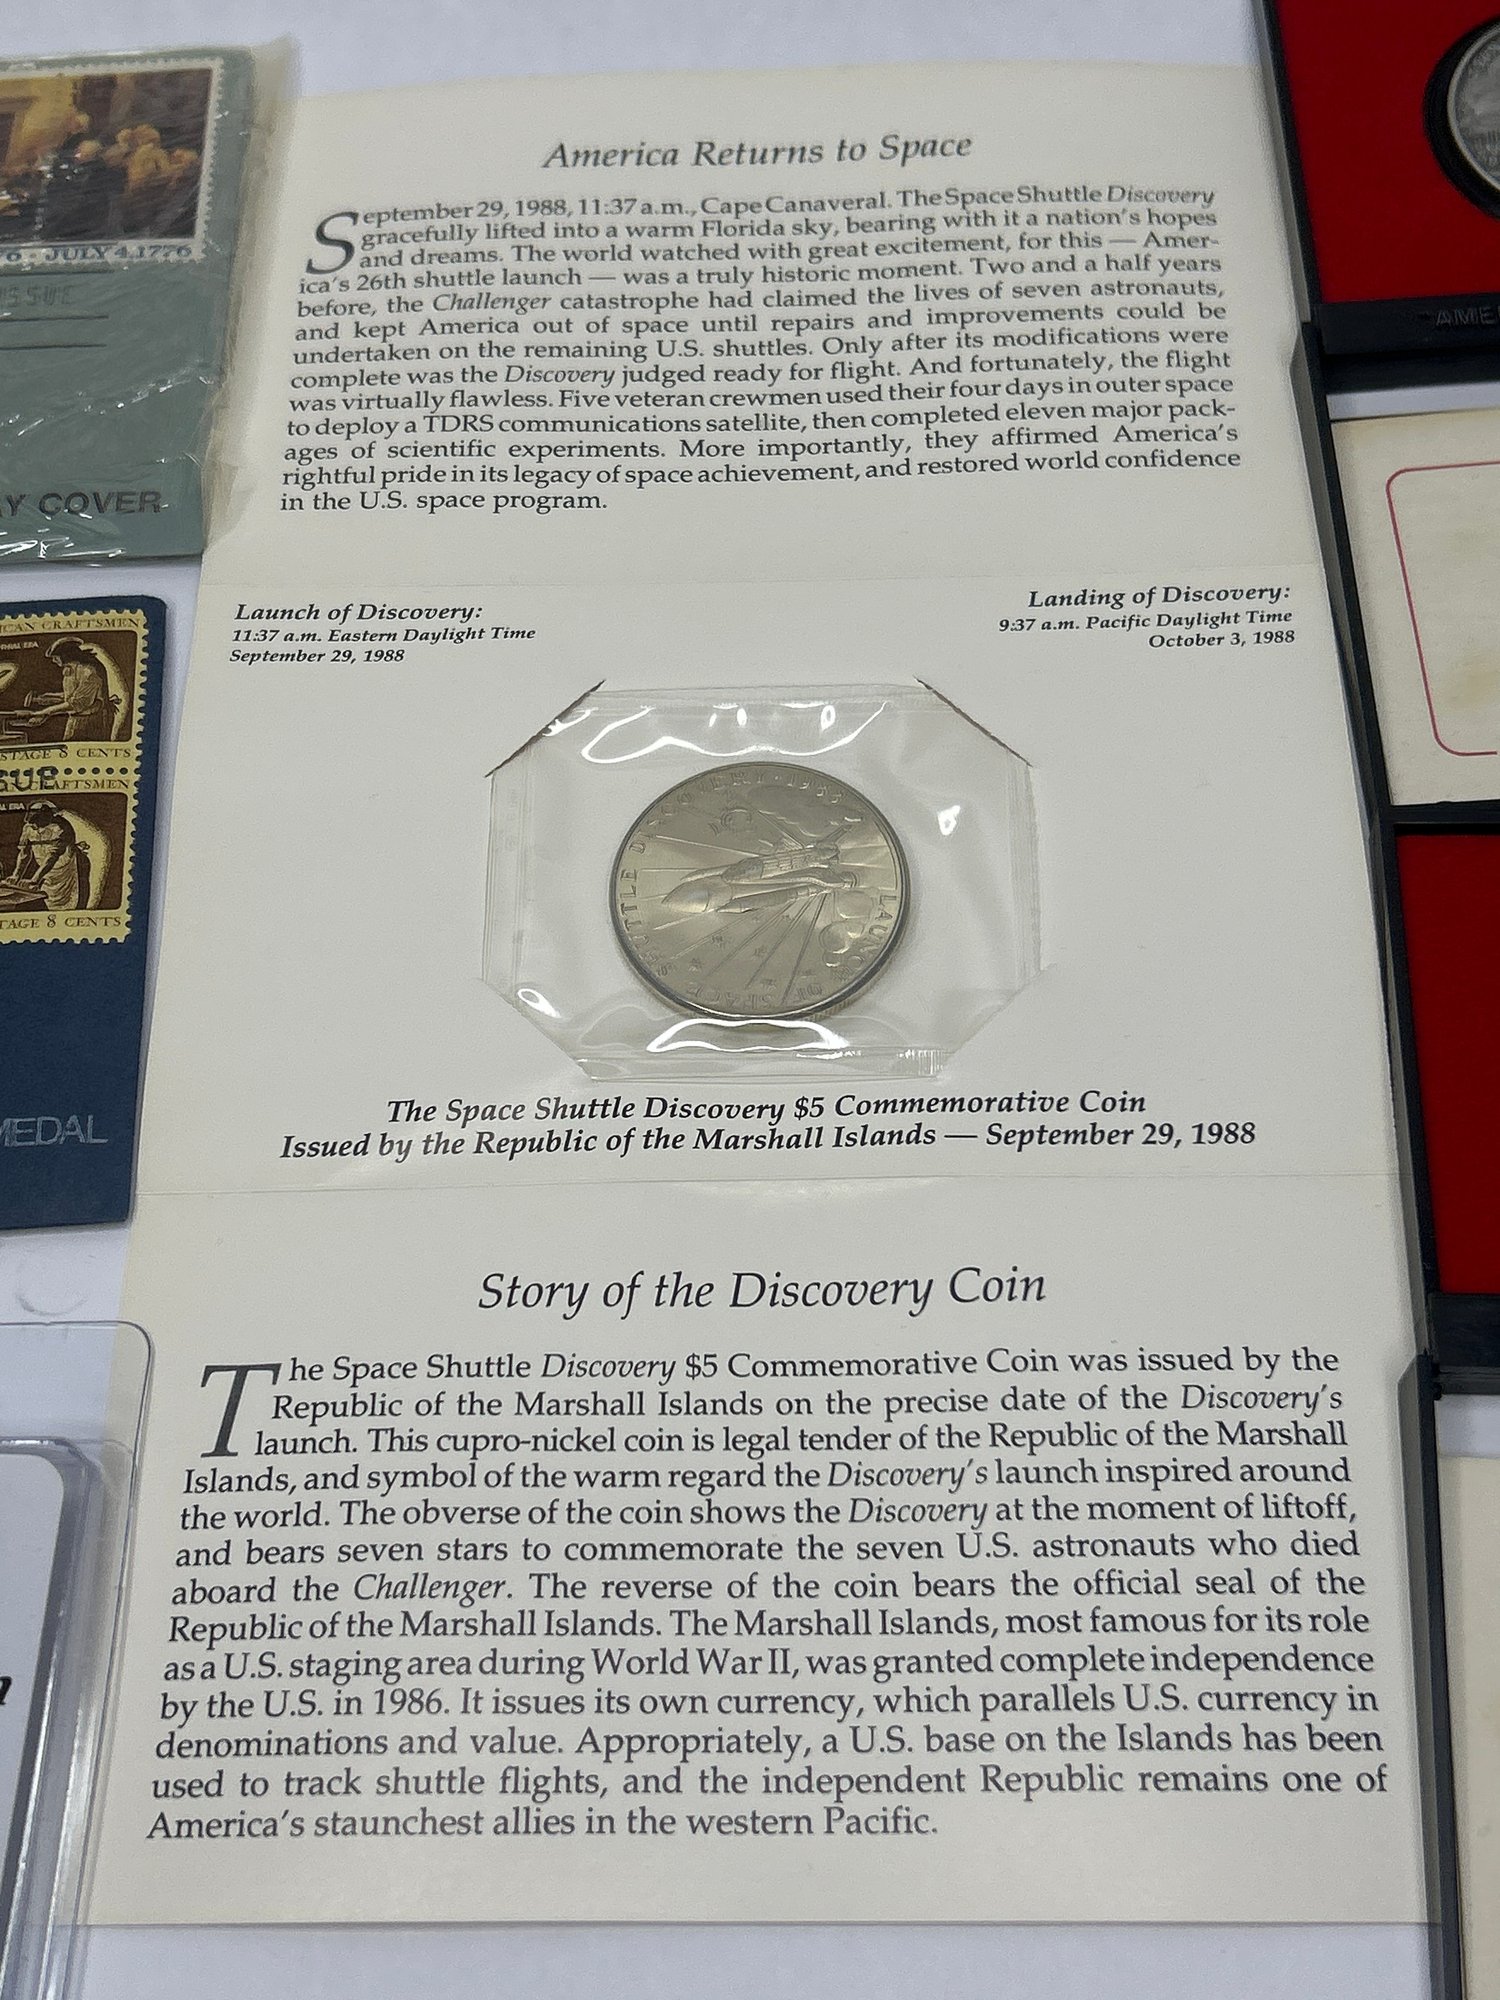 America Returns to Space
September 29, 1988, 11:37 a.m., Cape Canaveral. The Space Shuttle Discovery
gracefully lifted into a warm Florida sky, bearing with it a nation's hopes
and dreams. The world watched with great excitement, for this — Amer-
ica's 26th shuttle launch — was a truly historic moment. Two and a half years
before, the Challenger catastrophe had claimed the lives of seven astronauts,
and kept America out of space until repairs and improvements could be
undertaken on the remaining U.S. shuttles. Only after its modifications were
complete was the Discovery judged ready for flight. And fortunately, the flight
was virtually flawless. Five veteran crewmen used their four days in outer space
to deploy a TDRS communications satellite, then completed eleven major pack-
ages of scientific experiments. More importantly, they affirmed America's
rightful pride in its legacy of space achievement, and restored world confidence
in the U.S. space program.
Launch of Discovery:
11:37 a.m. Eastern Daylight Time
September 29, 1988
Landing of Discovery:
9:37 a.m. Pacific Daylight Time
October 3, 1988
LAUNCH OF SPACE SHUTTLE DISCOVERY · 1988
The Space Shuttle Discovery $5 Commemorative Coin
Issued by the Republic of the Marshall Islands — September 29, 1988
Story of the Discovery Coin
The Space Shuttle Discovery $5 Commemorative Coin was issued by the
Republic of the Marshall Islands on the precise date of the Discovery's
launch. This cupro-nickel coin is legal tender of the Republic of the Marshall
Islands, and symbol of the warm regard the Discovery's launch inspired around
the world. The obverse of the coin shows the Discovery at the moment of liftoff,
and bears seven stars to commemorate the seven U.S. astronauts who died
aboard the Challenger. The reverse of the coin bears the official seal of the
Republic of the Marshall Islands. The Marshall Islands, most famous for its role
as a U.S. staging area during World War II, was granted complete independence
by the U.S. in 1986. It issues its own currency, which parallels U.S. currency in
denominations and value. Appropriately, a U.S. base on the Islands has been
used to track shuttle flights, and the independent Republic remains one of
America's staunchest allies in the western Pacific.
JULY 4, 1776
ISSUE
Y COVER
CAN CRAFTSMEN
STAGE 8 CENTS
SUE
CRAFTSMEN
TAGE 8 CENTS
MEDAL
AME